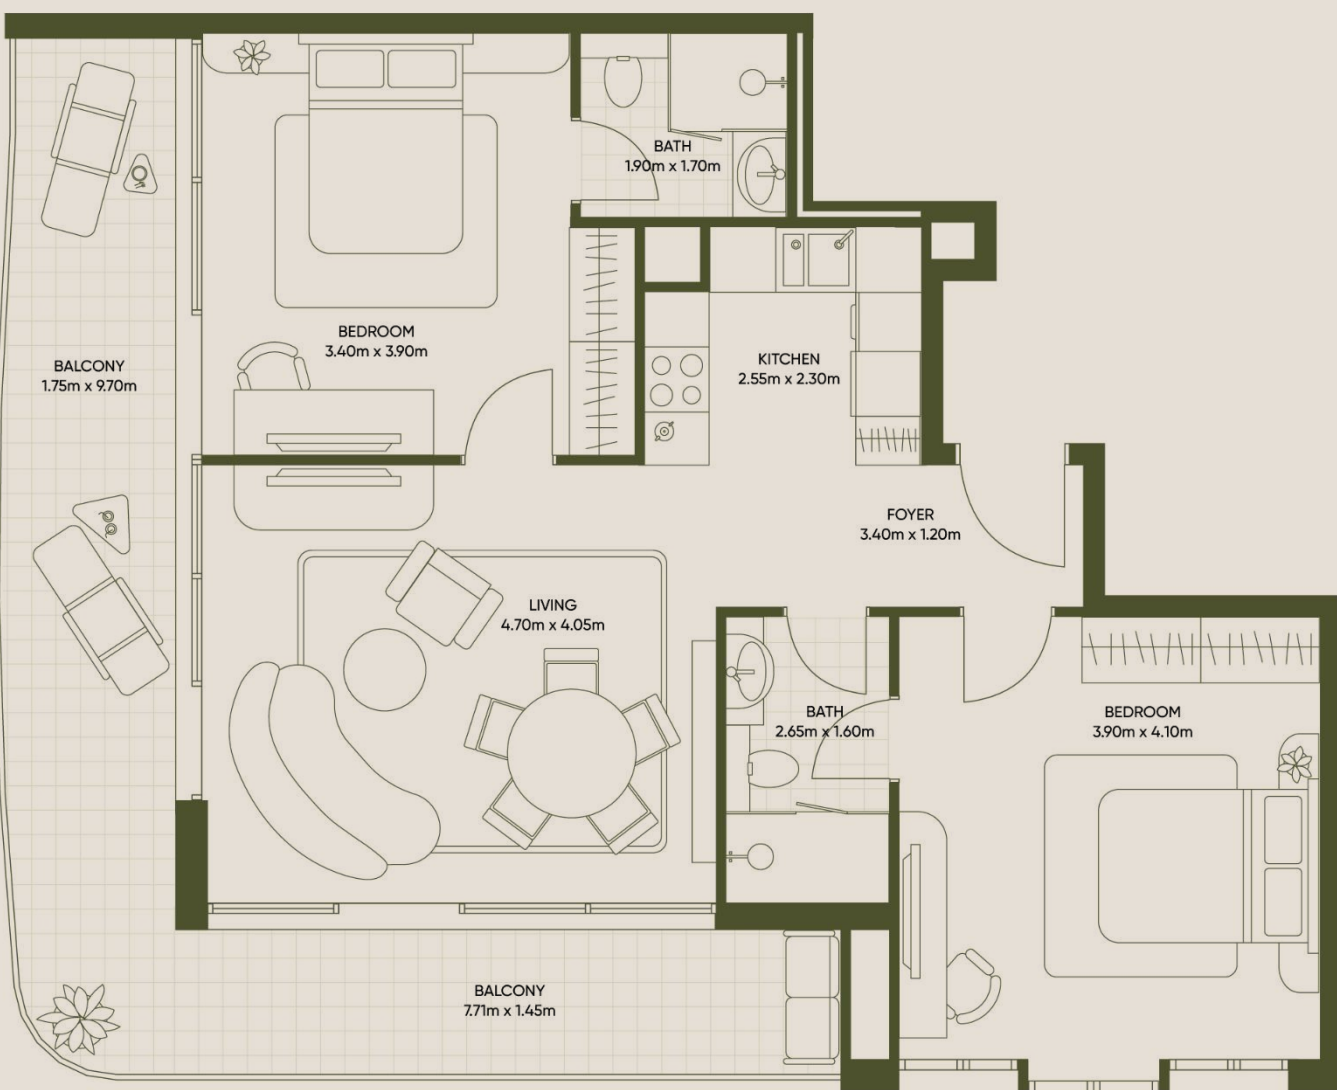 BATH
1.90m x 1.70m
BEDROOM
3.40m x 3.90m
BALCONY
1.75m x 9.70m
KITCHEN
2.55m x 2.30m
FOYER
3.40m x 1.20m
LIVING
4.70m x 4.05m
BATH
2.65m x 1.60m
BEDROOM
3.90m x 4.10m
BALCONY
7.71m x 1.45m